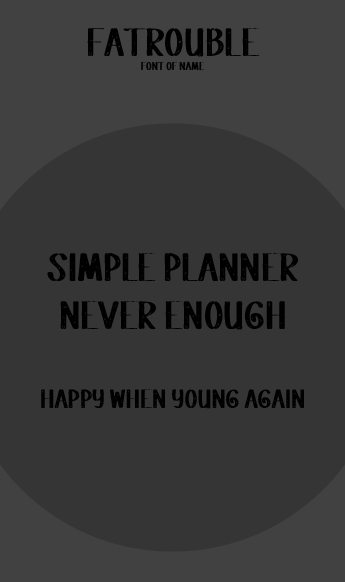 FATROUBLE
FONT OF NAME
SIMPLE PLANNER
NEVER ENOUGH
HAPPY WHEN YOUNG AGAIN